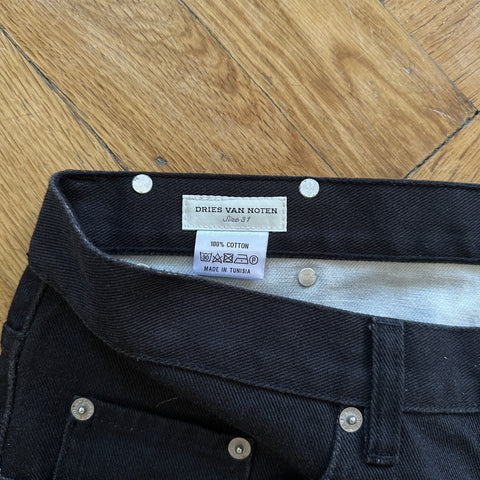 DRIES VAN NOTEN
Size 31
100% COTTON
MADE IN TUNISIA